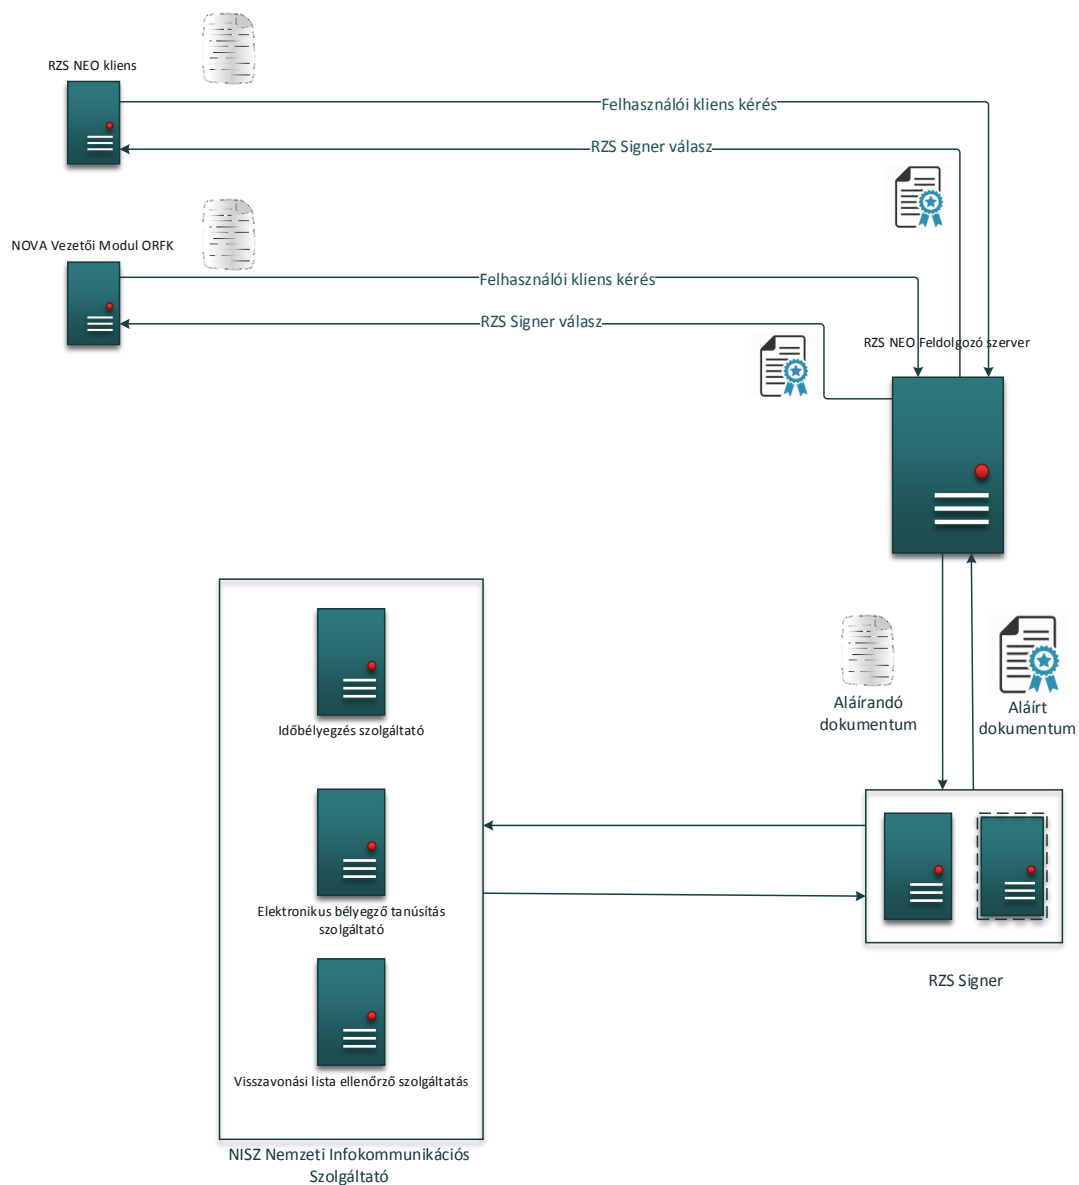 RZS NEO kliens
Felhasználói kliens kérés
RZS Signer válasz
NOVA Vezetői Modul ORFK
Felhasználói kliens kérés
RZS Signer válasz
RZS NEO Feldolgozó szerver
Aláírandó
dokumentum
Aláírt
dokumentum
Időbélyegzés szolgáltató
Elektronikus bélyegző tanúsítás
szolgáltató
RZS Signer
Visszavonási lista ellenőrző szolgáltatás
NISZ Nemzeti Infokommunikációs
Szolgáltató